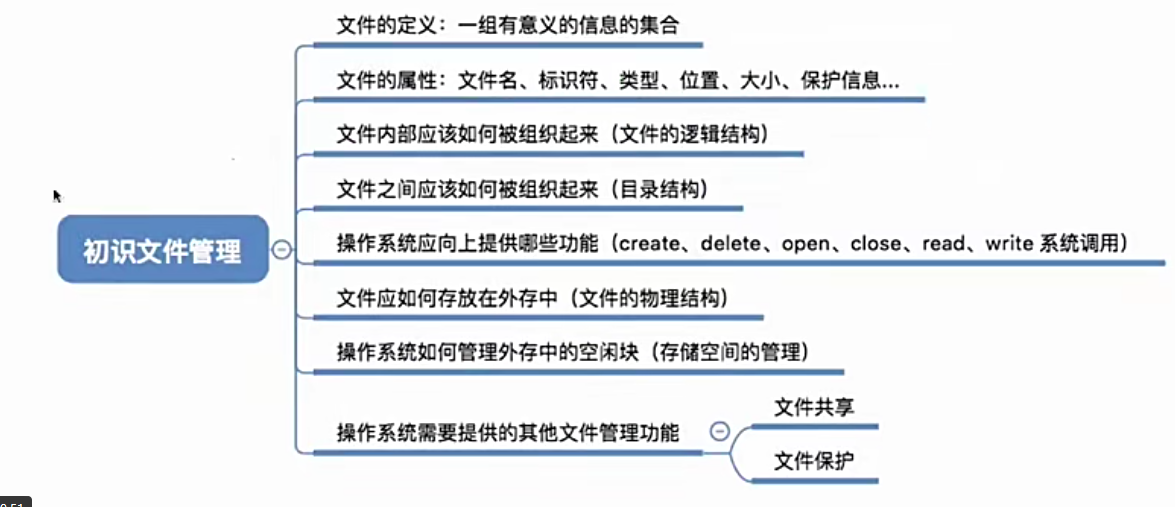 文件的定义：一组有意义的信息的集合
文件的属性：文件名、标识符、类型、位置、大小、保护信息...
文件内部应该如何被组织起来（文件的逻辑结构）
文件之间应该如何被组织起来（目录结构）
初识文件管理
操作系统应向上提供哪些功能（create、delete、open、close、read、write 系统调用）
文件应如何存放在外存中（文件的物理结构）
操作系统如何管理外存中的空闲块（存储空间的管理）
操作系统需要提供的其他文件管理功能
文件共享
文件保护